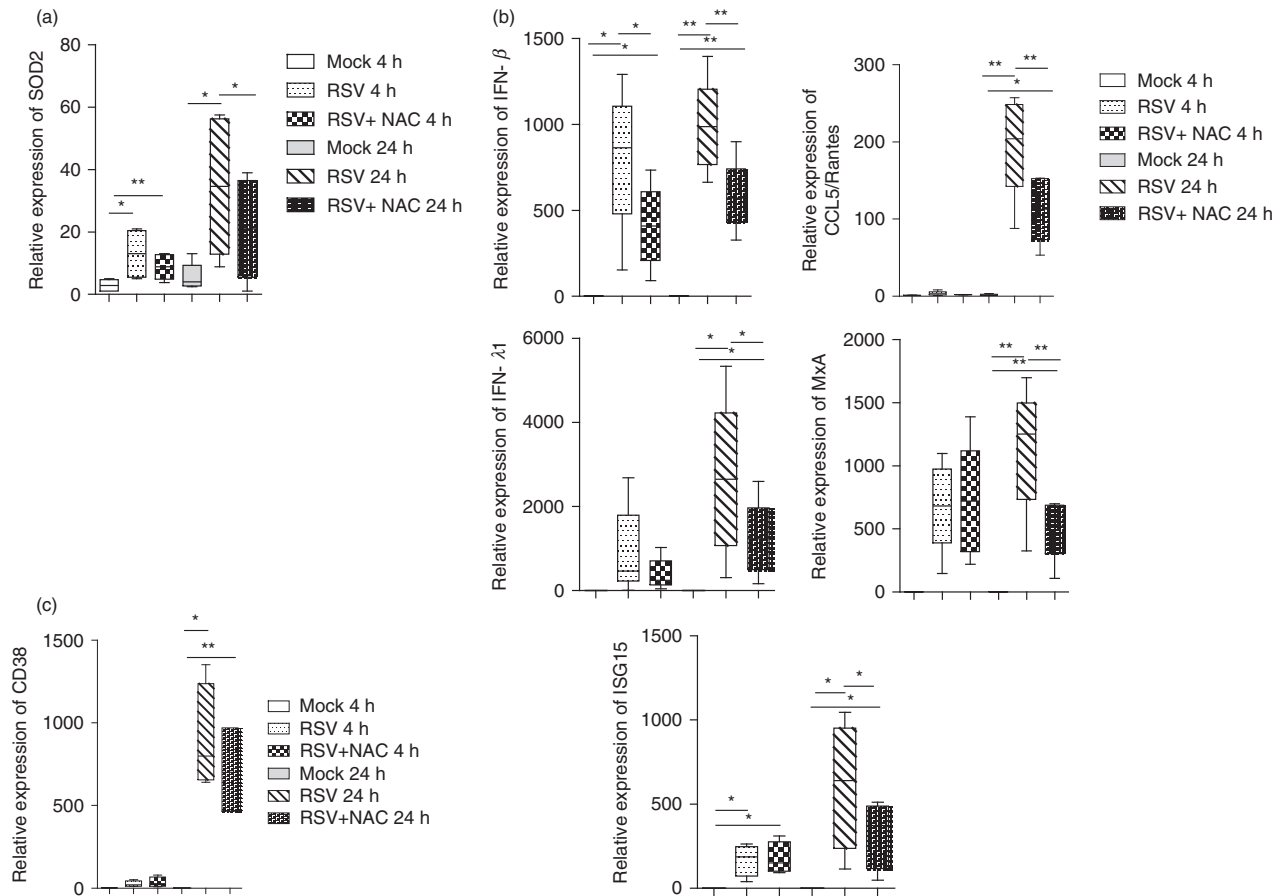 (a)
Relative expression of SOD2
80
60
40
20
0
**
*
*
*
Mock 4 h
RSV 4 h
RSV+ NAC 4 h
Mock 24 h
RSV 24 h
RSV+ NAC 24 h
(b)
Relative expression of IFN- β
1500
1000
500
0
*
*
*
**
**
**
Relative expression of
CCL5/Rantes
300
200
100
0
**
**
*
Mock 4 h
RSV 4 h
RSV+ NAC 4 h
Mock 24 h
RSV 24 h
RSV+ NAC 24 h
Relative expression of IFN- λ1
6000
4000
2000
0
*
*
*
Relative expression of MxA
2000
1500
1000
500
0
**
**
**
(c)
Relative expression of CD38
1500
1000
500
0
*
**
Mock 4 h
RSV 4 h
RSV+NAC 4 h
Mock 24 h
RSV 24 h
RSV+NAC 24 h
Relative expression of ISG15
1500
1000
500
0
*
*
*
*
*